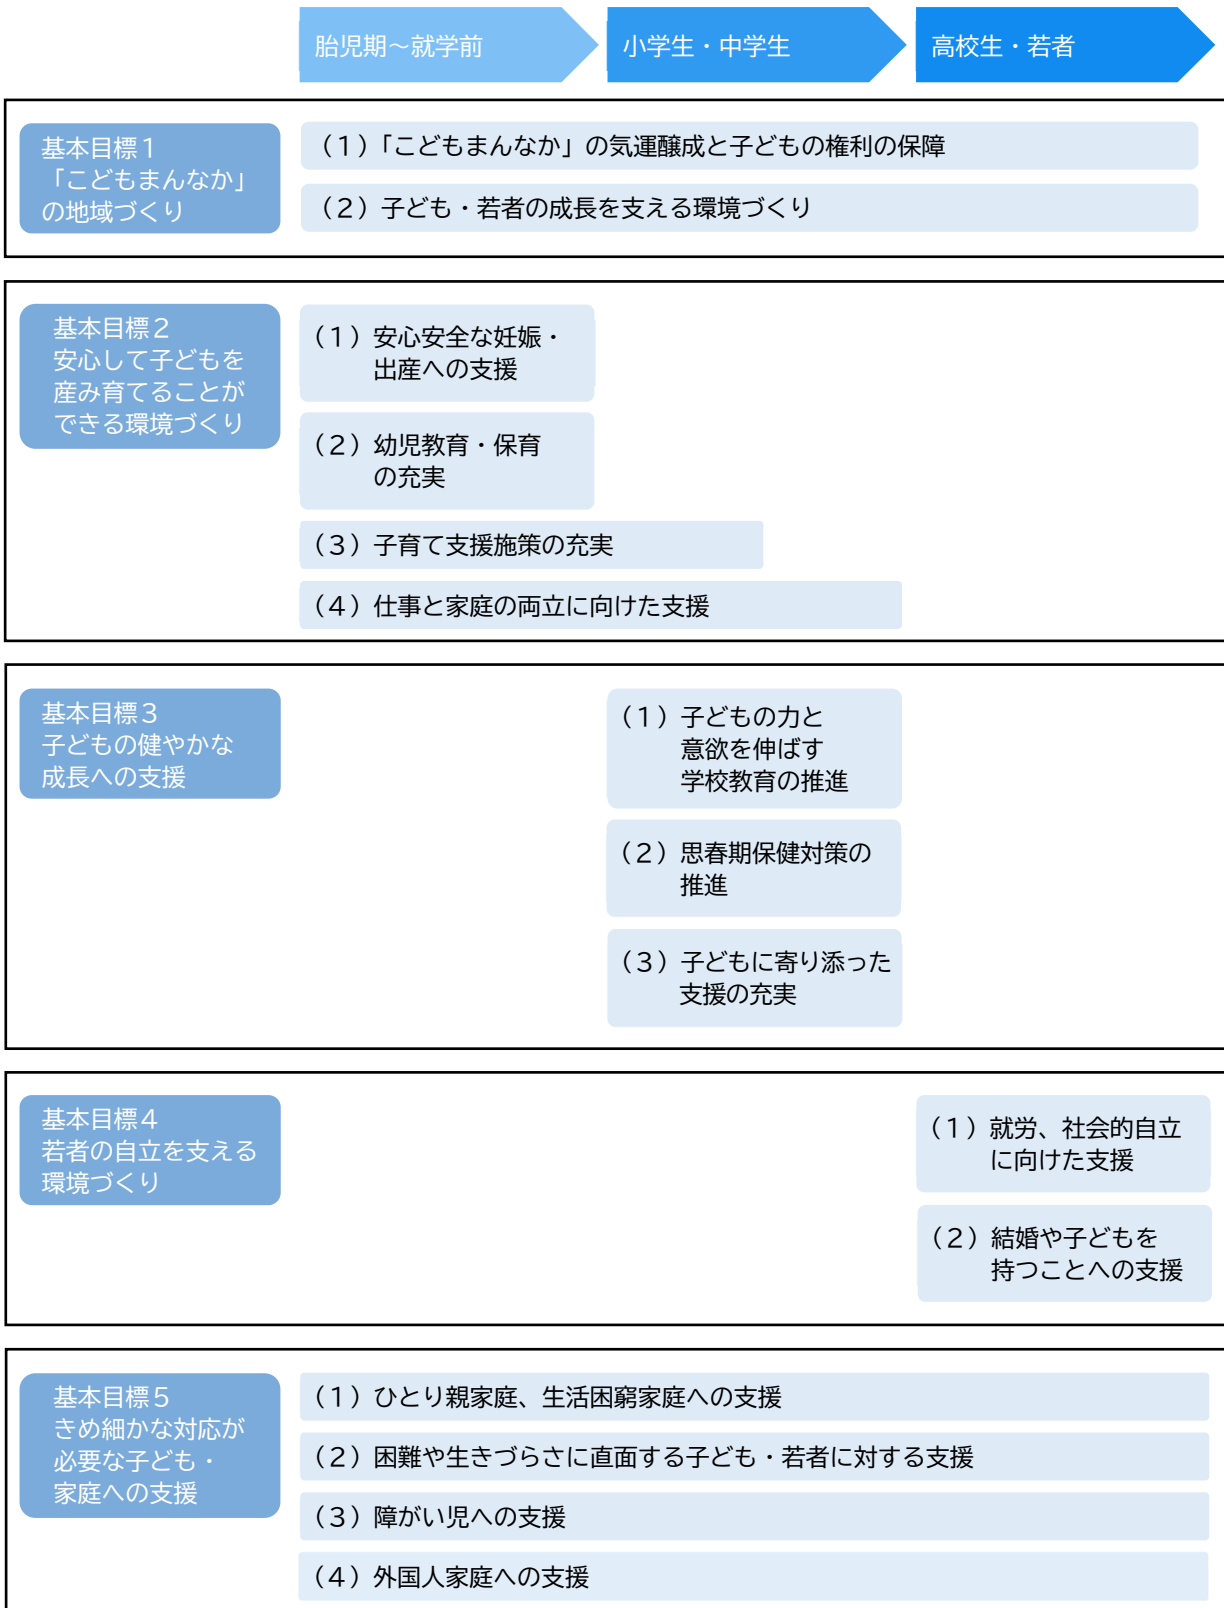 胎児期～就学前
小学生・中学生
高校生・若者
基本目標１
「こどもまんなか」
の地域づくり
（１）「こどもまんなか」の気運醸成と子どもの権利の保障
（２）子ども・若者の成長を支える環境づくり
基本目標２
安心して子どもを
産み育てることが
できる環境づくり
（１）安心安全な妊娠・
出産への支援
（２）幼児教育・保育
の充実
（３）子育て支援施策の充実
（４）仕事と家庭の両立に向けた支援
基本目標３
子どもの健やかな
成長への支援
（１）子どもの力と
意欲を伸ばす
学校教育の推進
（２）思春期保健対策の
推進
（３）子どもに寄り添った
支援の充実
基本目標４
若者の自立を支える
環境づくり
（１）就労、社会的自立
に向けた支援
（２）結婚や子どもを
持つことへの支援
基本目標５
きめ細かな対応が
必要な子ども・
家庭への支援
（１）ひとり親家庭、生活困窮家庭への支援
（２）困難や生きづらさに直面する子ども・若者に対する支援
（３）障がい児への支援
（４）外国人家庭への支援